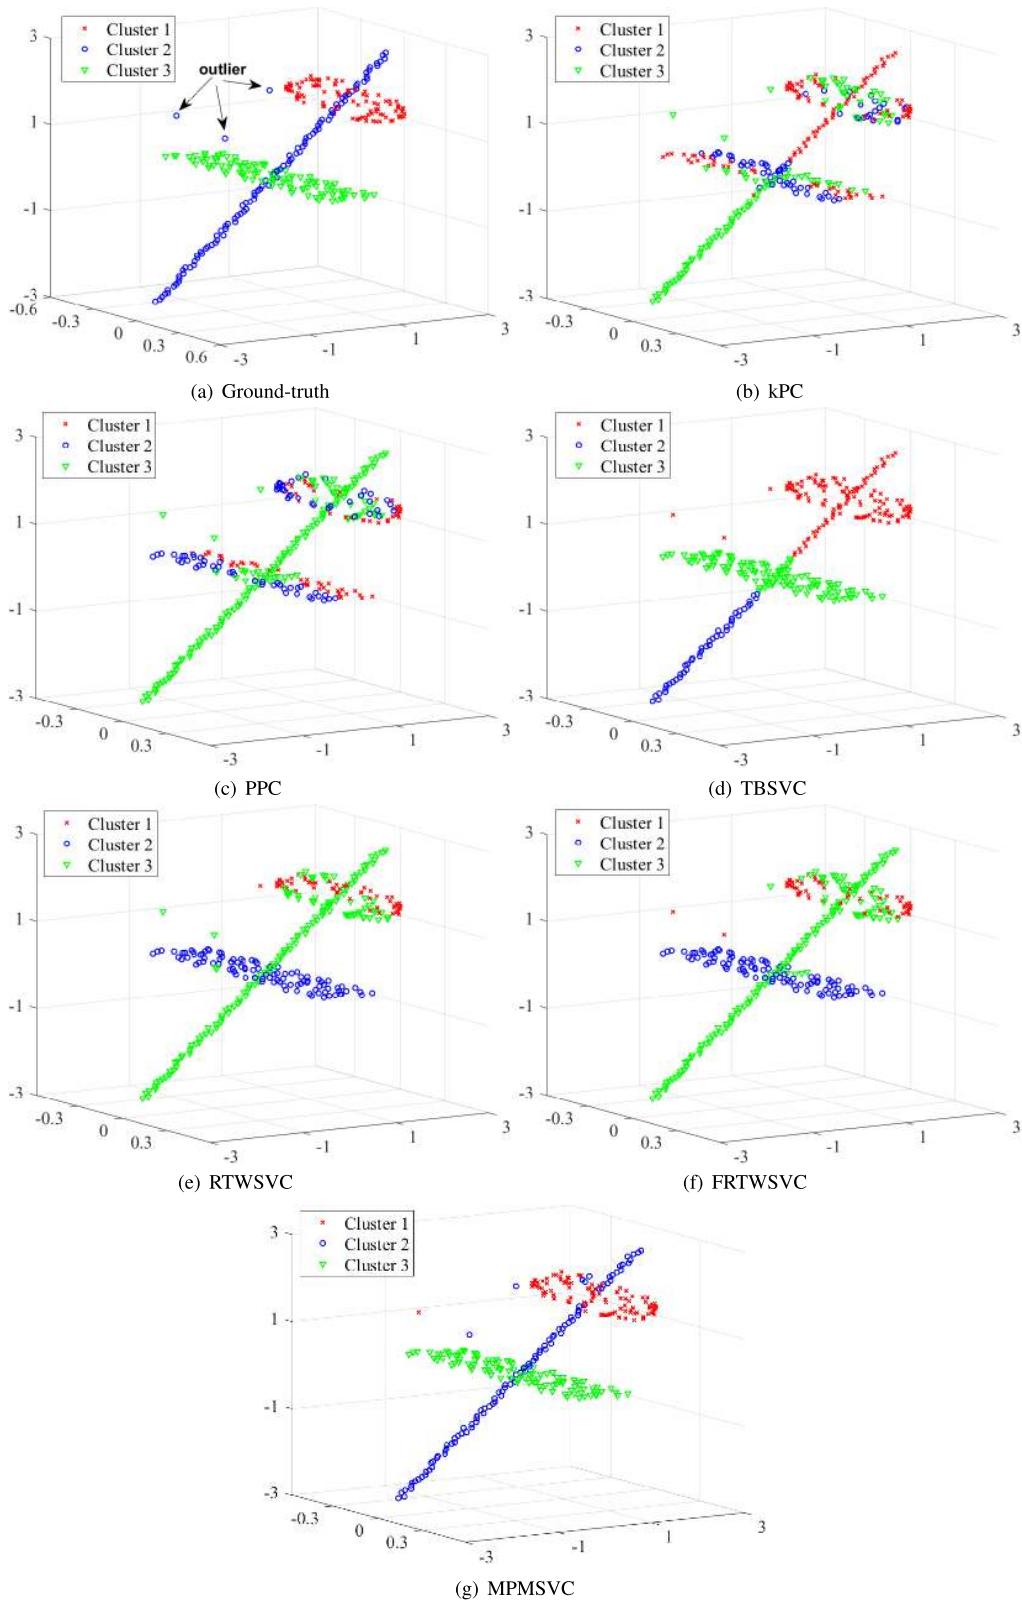 Cluster 1
Cluster 2
Cluster 3
outlier
3
1
-1
-3
-0.6
-0.3
0
0.3
0.6
-3
-1
1
3
(a) Ground-truth
Cluster 1
Cluster 2
Cluster 3
3
1
-1
-3
-0.3
0
0.3
-3
-1
1
3
(b) kPC
Cluster 1
Cluster 2
Cluster 3
3
1
-1
-3
-0.3
0
0.3
-3
-1
1
3
(c) PPC
Cluster 1
Cluster 2
Cluster 3
3
1
-1
-3
-0.3
0
0.3
-3
-1
1
3
(d) TBSVC
Cluster 1
Cluster 2
Cluster 3
3
1
-1
-3
-0.3
0
0.3
-3
-1
1
3
(e) RTWSVC
Cluster 1
Cluster 2
Cluster 3
3
1
-1
-3
-0.3
0
0.3
-3
-1
1
3
(f) FRTWSVC
Cluster 1
Cluster 2
Cluster 3
3
1
-1
-3
-0.3
0
0.3
-3
-1
1
3
(g) MPMSVC